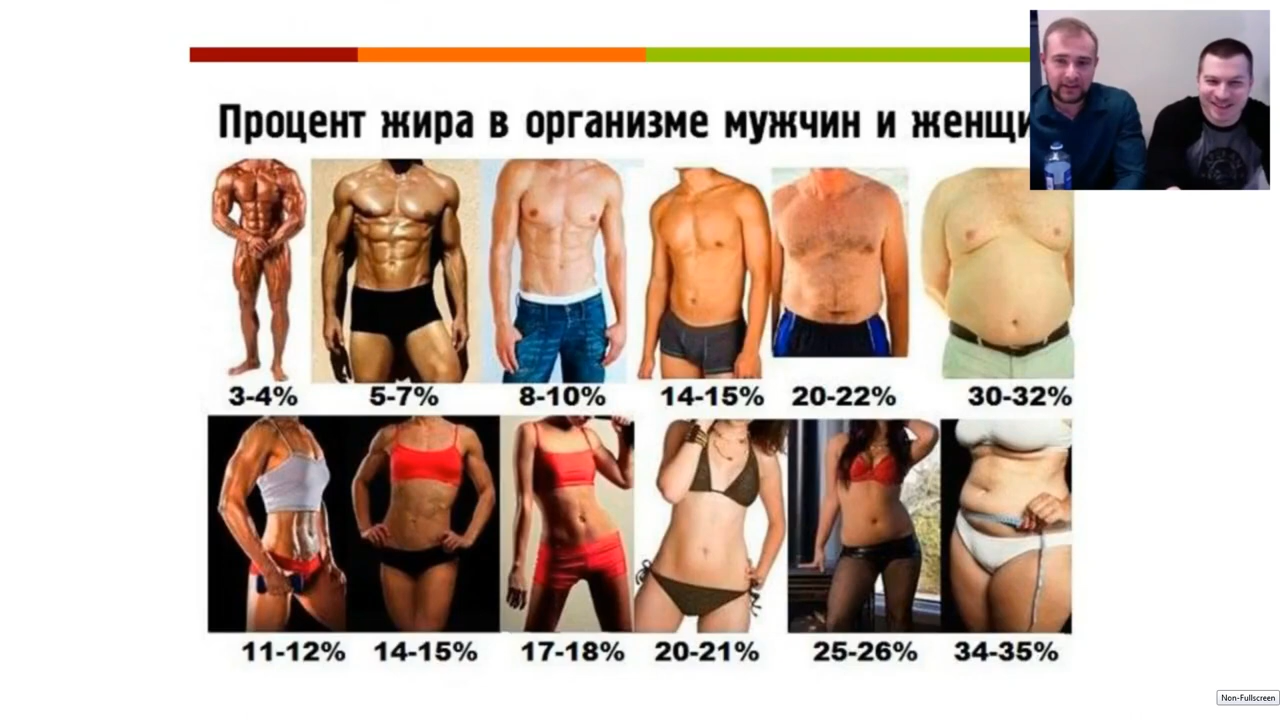 Процент жира в организме мужчин и женщи
3-4% 5-7% 8-10% 14-15% 20-22% 30-32%
11-12% 14-15% 17-18% 20-21% 25-26% 34-35%
Non-Fullscreen